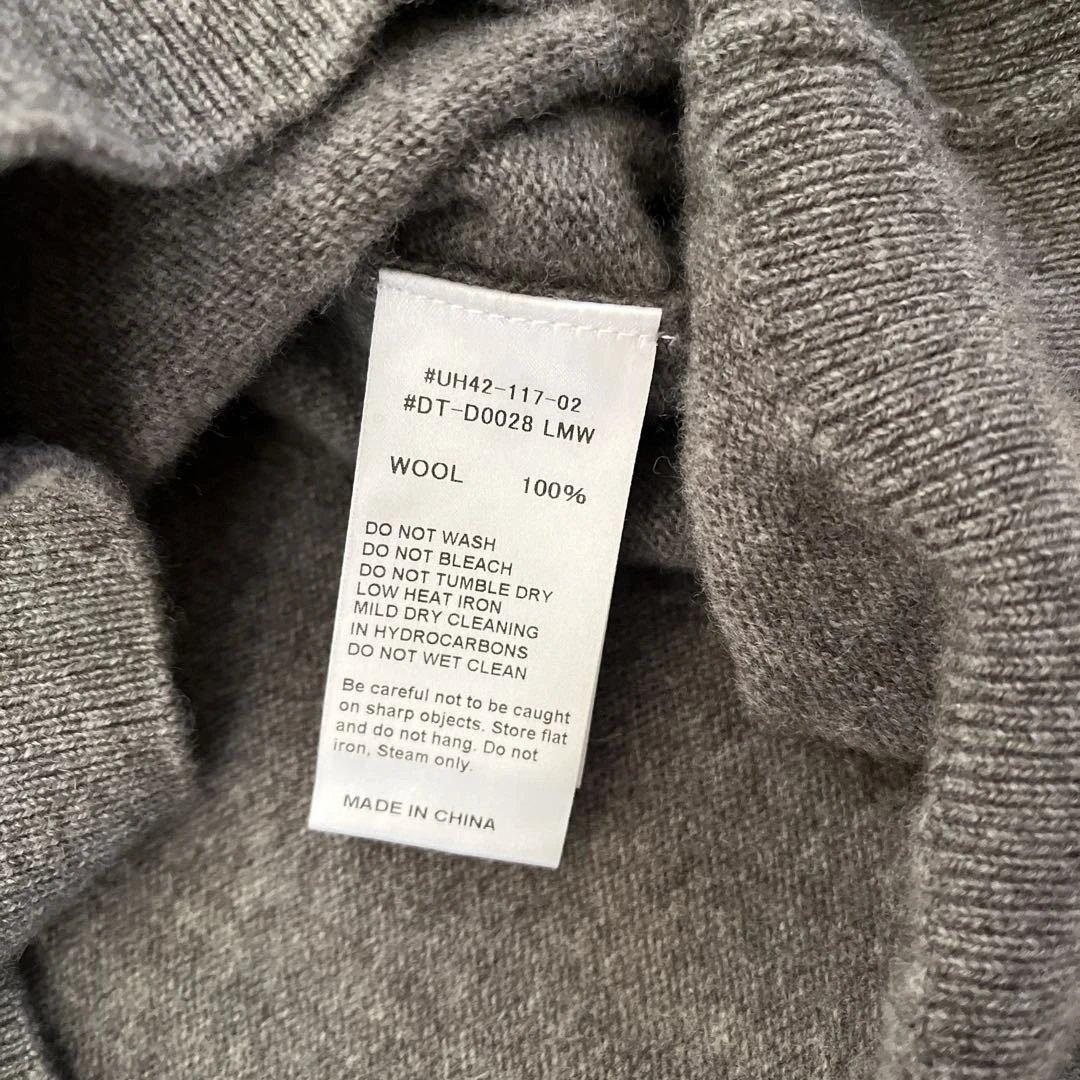 #UH42-117-02
#DT-D0028 LMW
WOOL 100%
DO NOT WASH
DO NOT BLEACH
DO NOT TUMBLE DRY
LOW HEAT IRON
MILD DRY CLEANING
IN HYDROCARBONS
DO NOT WET CLEAN
Be careful not to be caught
on sharp objects. Store flat
and do not hang. Do not
iron, Steam only.
MADE IN CHINA